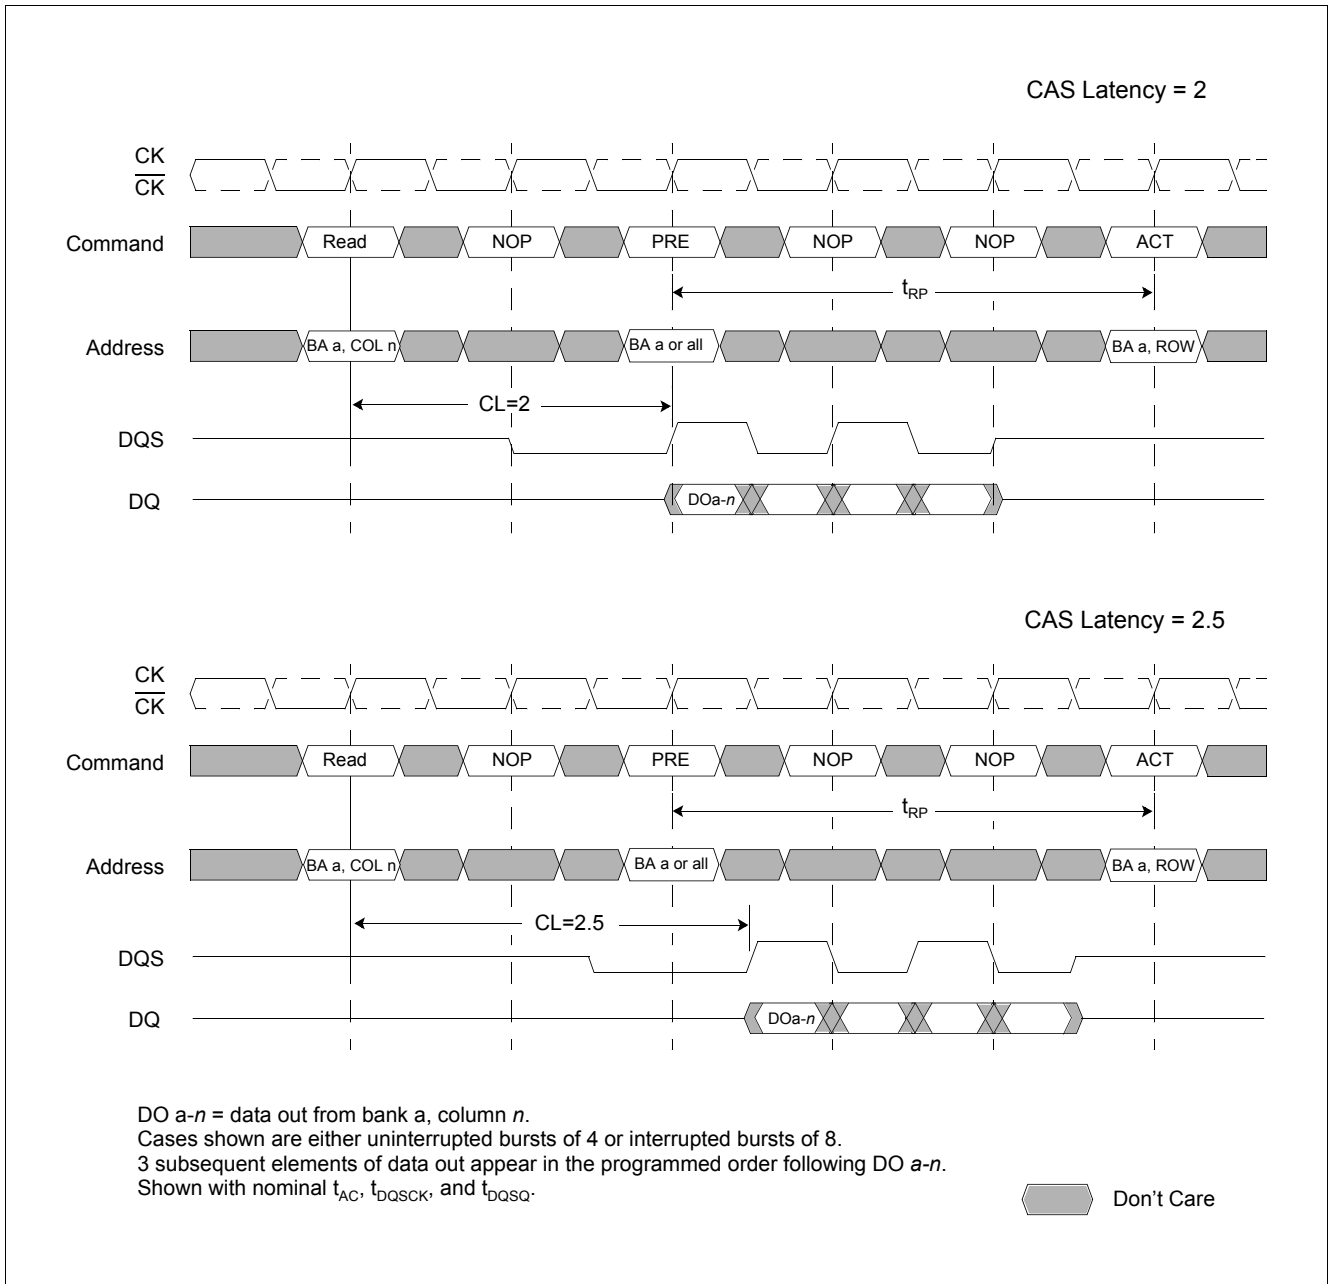 CAS Latency = 2
CK
CK
Command Read NOP PRE NOP NOP ACT
tRP
Address BA a, COL n BA a or all BA a, ROW
CL=2
DQS
DQ DOa-n
CAS Latency = 2.5
CK
CK
Command Read NOP PRE NOP NOP ACT
tRP
Address BA a, COL n BA a or all BA a, ROW
CL=2.5
DQS
DQ DOa-n
DO a-n = data out from bank a, column n.
Cases shown are either uninterrupted bursts of 4 or interrupted bursts of 8.
3 subsequent elements of data out appear in the programmed order following DO a-n.
Shown with nominal tAC, tDQSCK, and tDQSQ.
Don't Care